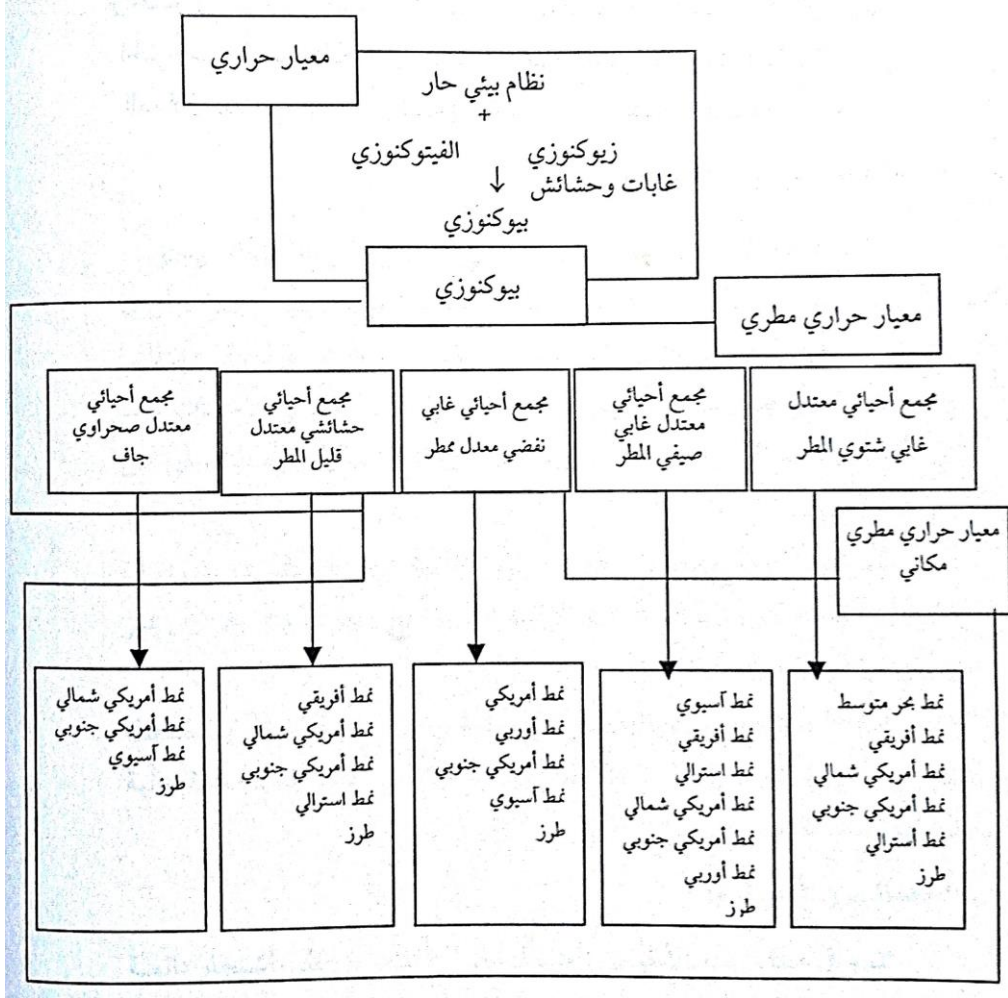 معيار حراري
نظام بيئي حار
+
زيوكنوزي الفيتوكنوزي
غابات وحشائش ↓
بيوكنوزي
بيوكنوزي
معيار حراري مطري
مجمع أحيائي معتدل
غابي شتوي المطر
مجمع أحيائي
معتدل غابي
صيفي المطر
مجمع أحيائي غابي
نفضي معدل ممطر
مجمع أحيائي
حشائشي معتدل
قليل المطر
مجمع أحيائي
معتدل صحراوي
جاف
معيار حراري مطري
مكاني
نمط بحر متوسط
نمط أفريقي
نمط أمريكي شمالي
نمط أمريكي جنوبي
نمط أسترالي
طرز
نمط آسيوي
نمط أفريقي
نمط استرالي
نمط أمريكي شمالي
نمط أمريكي جنوبي
نمط أوربي
طرز
نمط أمريكي
نمط أوربي
نمط أمريكي جنوبي
نمط آسيوي
طرز
نمط أفريقي
نمط أمريكي شمالي
نمط أمريكي جنوبي
نمط استرالي
طرز
نمط أمريكي شمالي
نمط أمريكي جنوبي
نمط آسيوي
طرز